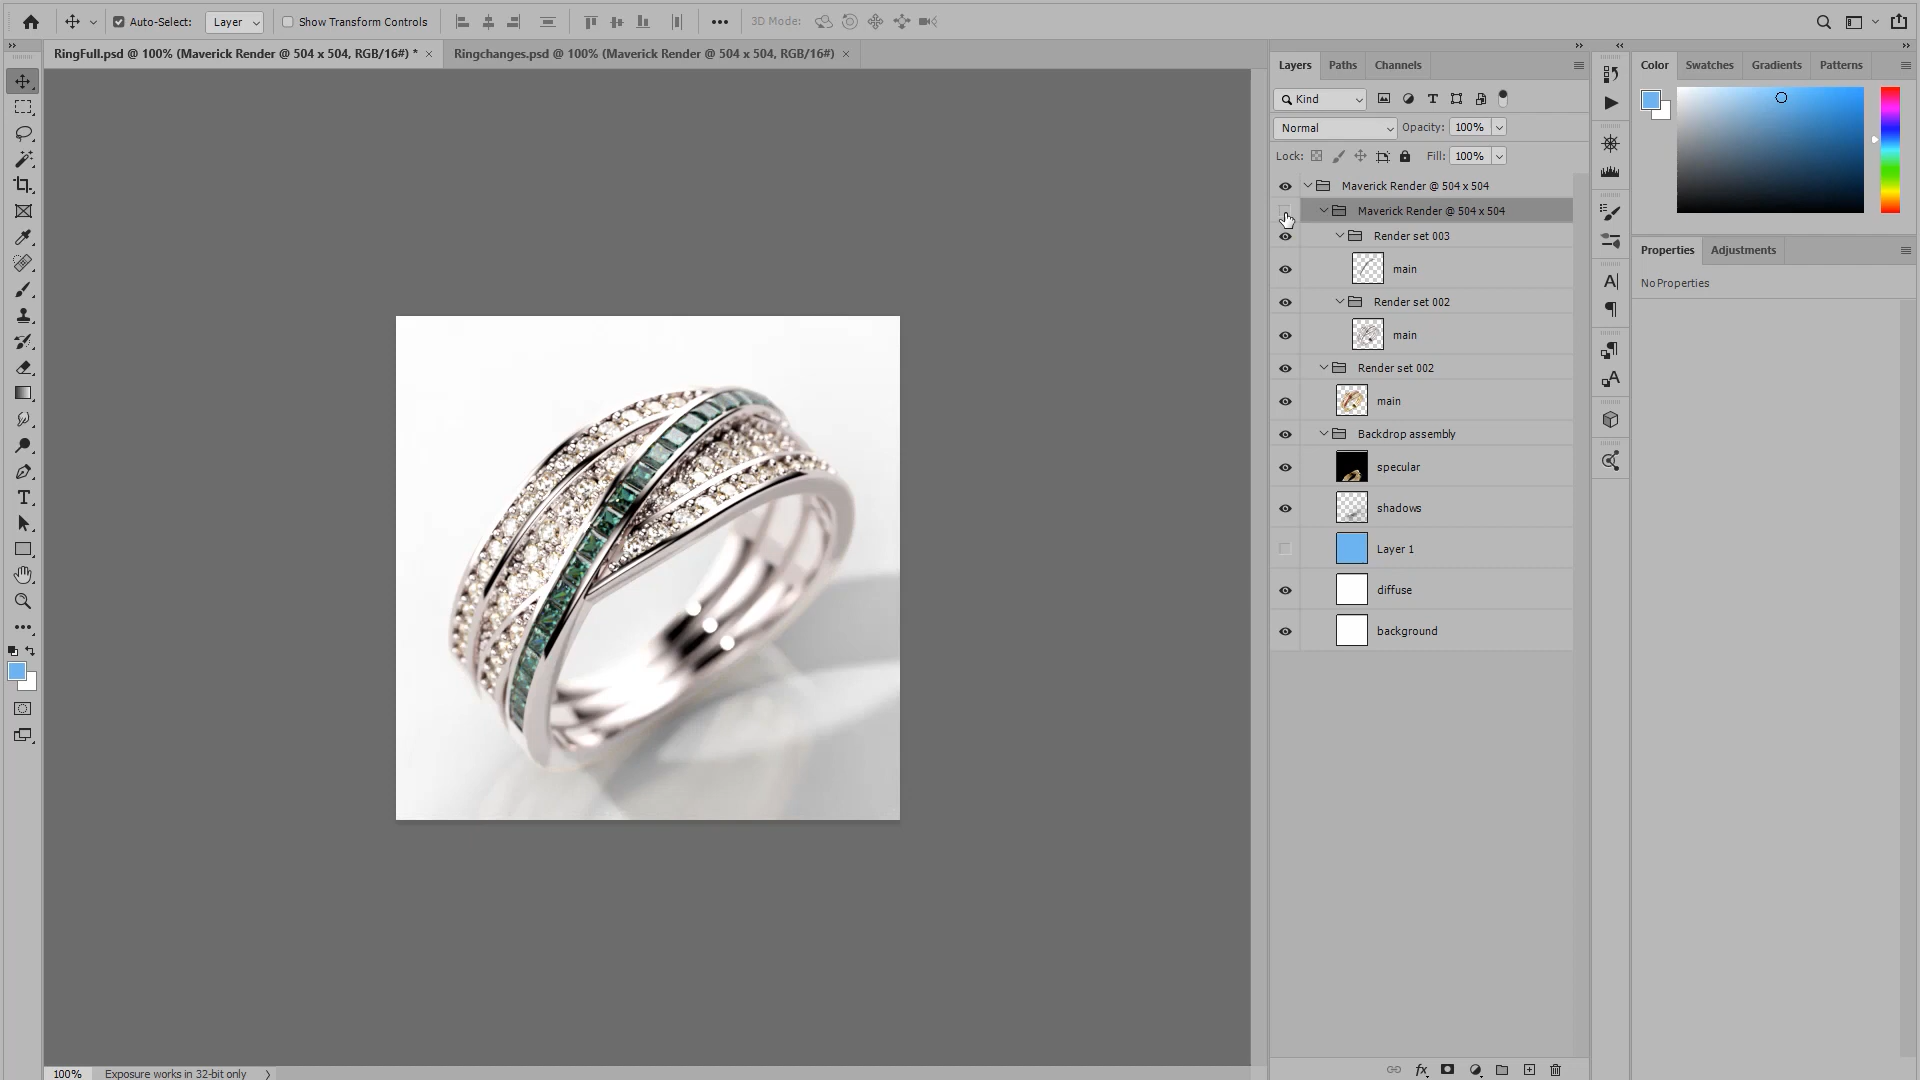 Auto-Select:
Layer
Show Transform Controls
3D Mode:
RingFull.psd @ 100% (Maverick Render @ 504 x 504, RGB/16#) *
Ringchanges.psd @ 100% (Maverick Render @ 504 x 504, RGB/16#)
Layers
Paths
Channels
Kind
Normal
Opacity:
100%
Lock:
Fill:
100%
Maverick Render @ 504 x 504
Maverick Render @ 504 x 504
Render set 003
main
Render set 002
main
Render set 002
main
Backdrop assembly
specular
shadows
Layer 1
diffuse
background
Color
Swatches
Gradients
Patterns
Properties
Adjustments
No Properties
100%
Exposure works in 32-bit only